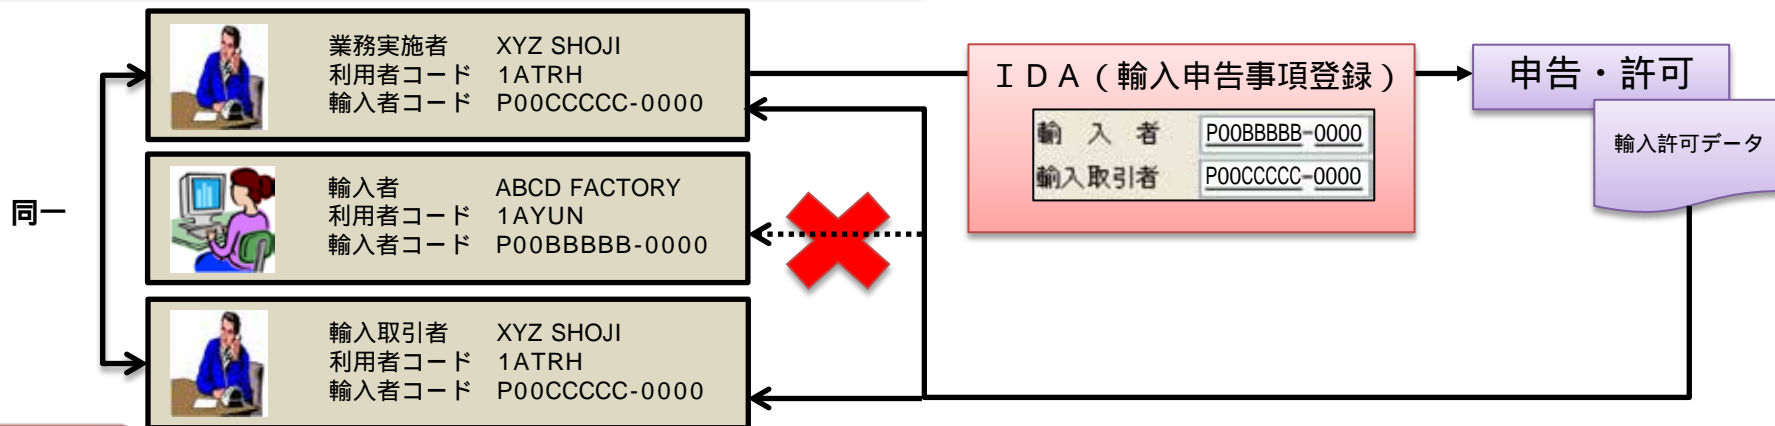 同一
業務実施者 XYZ SHOJI
利用者コード 1ATRH
輸入者コード P00CCCCC-0000
輸入者 ABCD FACTORY
利用者コード 1AYUN
輸入者コード P00BBBBB-0000
輸入取引者 XYZ SHOJI
利用者コード 1ATRH
輸入者コード P00CCCCC-0000
ＩＤＡ（輸入申告事項登録）
輸 入 者 P00BBBBB-0000
輸入取引者 P00CCCCC-0000
申告・許可
輸入許可データ